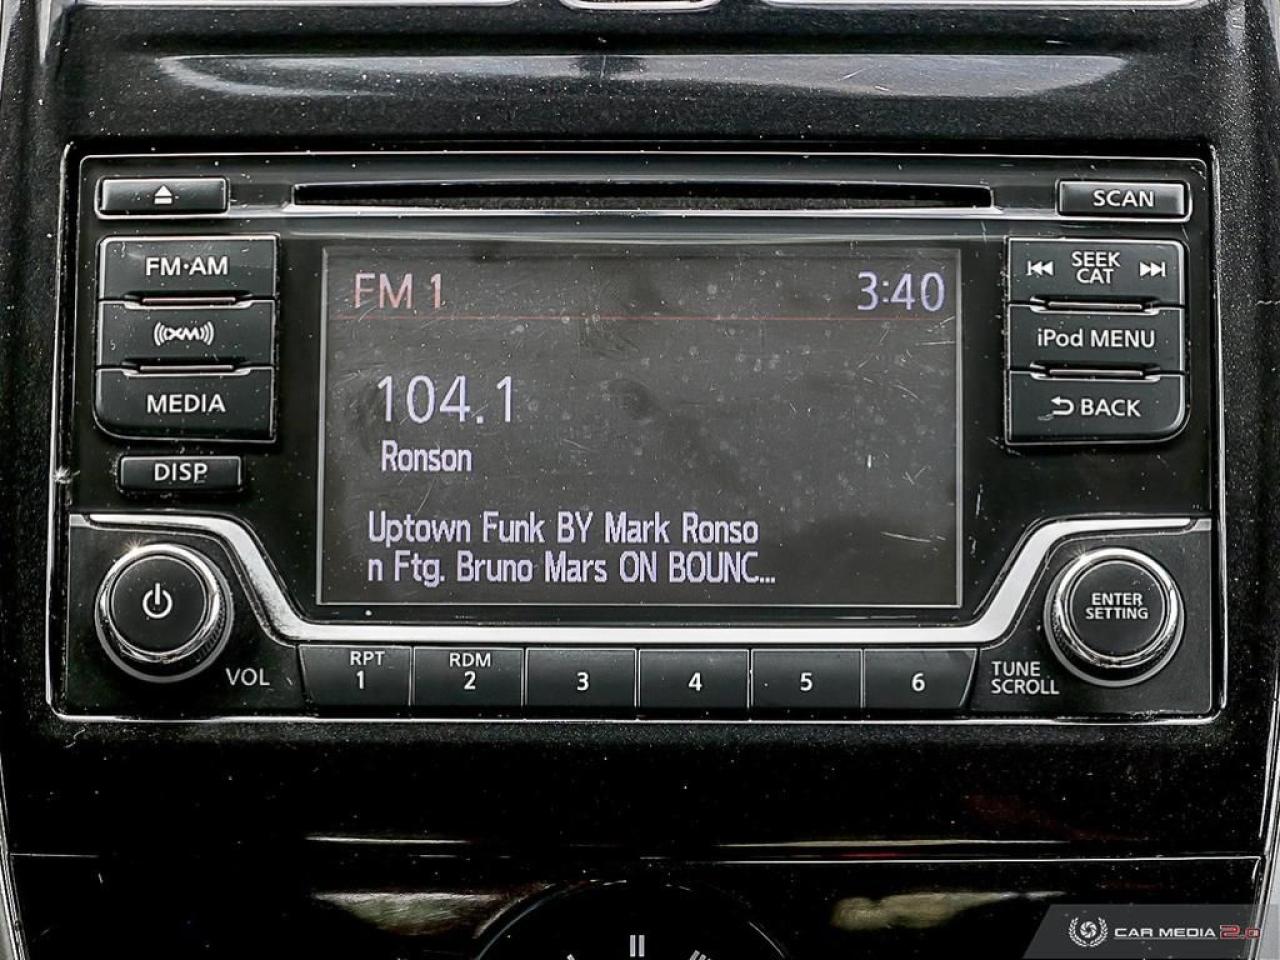 SCAN
FM·AM
SEEK
CAT
XM
iPod MENU
MEDIA
BACK
DISP
FM 1 3:40
104.1
Ronson
Uptown Funk BY Mark Ronso
n Ftg. Bruno Mars ON BOUNC...
ENTER
SETTING
VOL
RPT
1
RDM
2
3
4
5
6
TUNE
SCROLL
CAR MEDIA 2.0